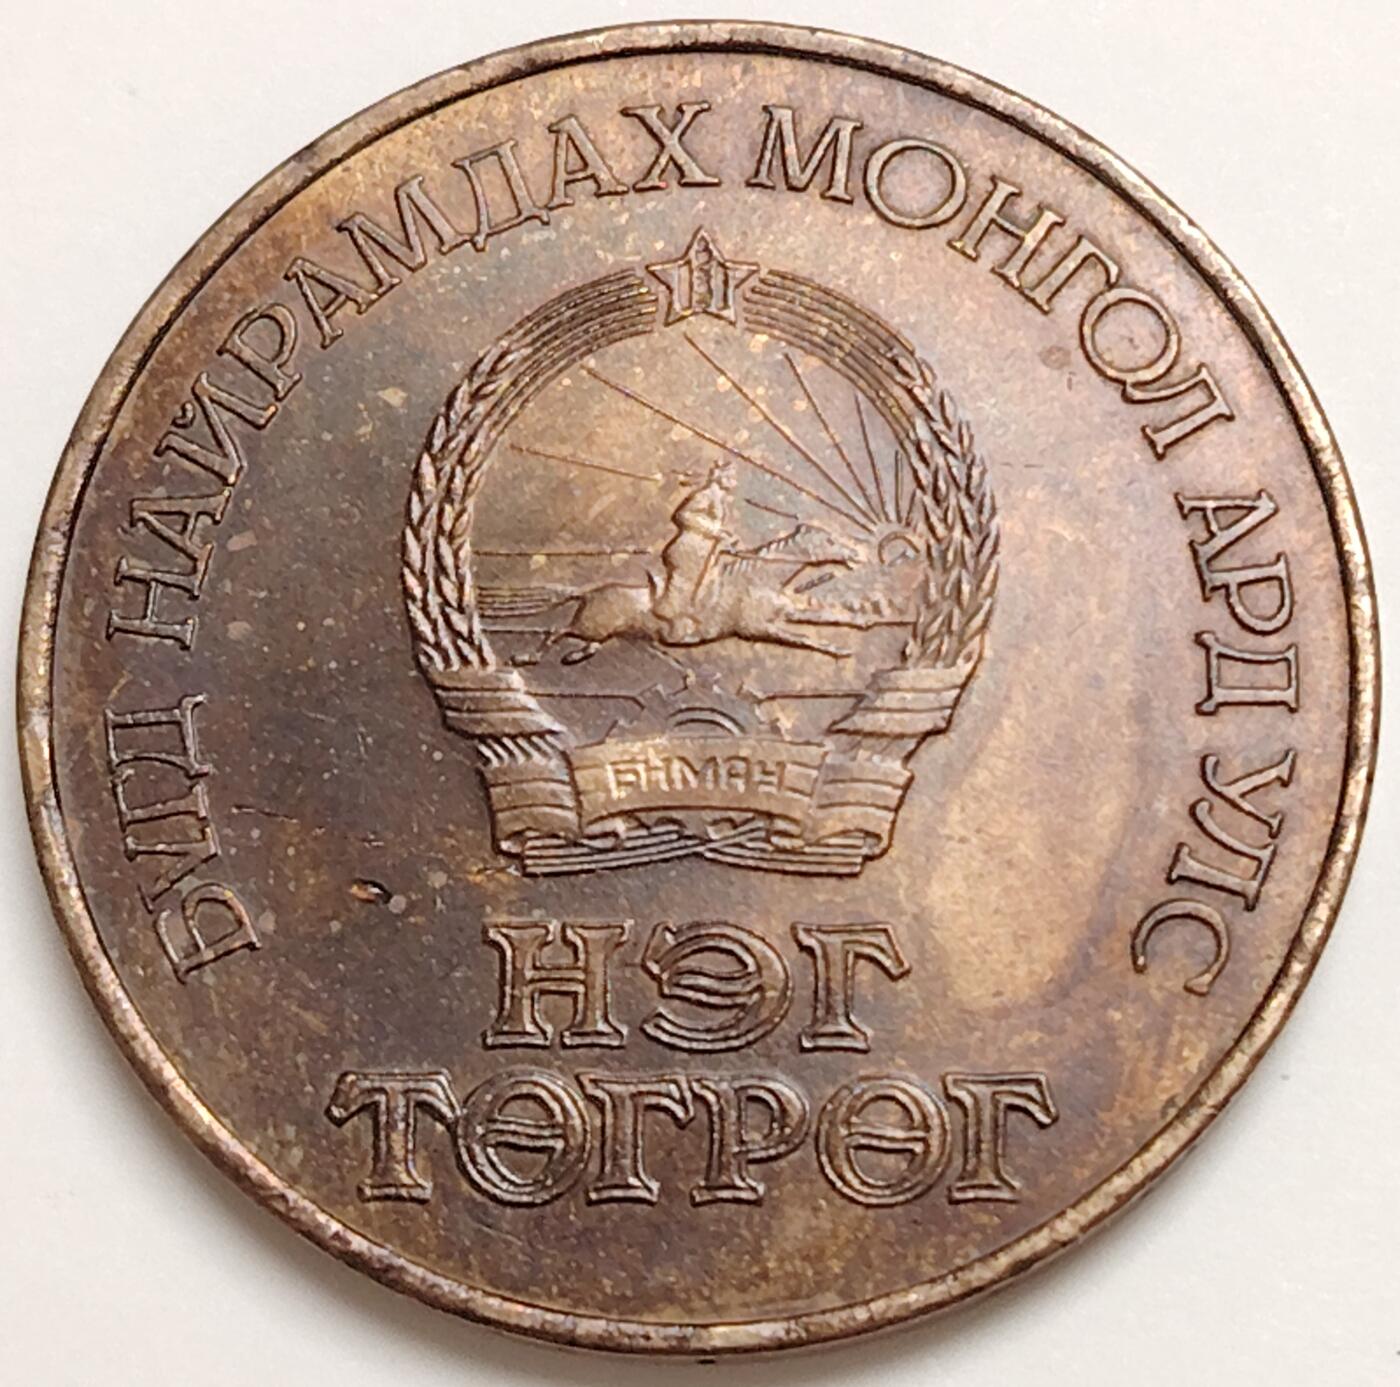 БҮГД НАЙРАМДАХ МОНГОЛ АРД УЛС
БНМАУ
НЭГ
ТӨГРӨГ